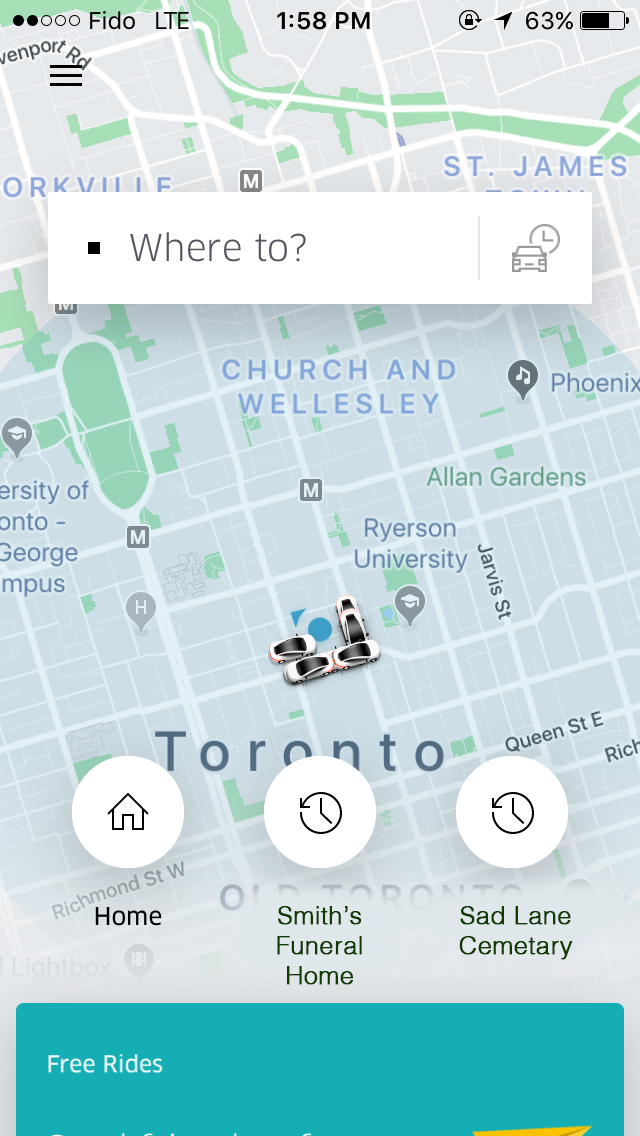 Fido LTE 1:58 PM 63%
venport Rd
ORKVILLE
M
ST. JAMES
TOWN
Where to?
M
CHURCH AND
WELLESLEY
Phoenix
Allan Gardens
M
ersity of
onto -
George
mpus
M
Ryerson
University
Jarvis St
H
Toronto
Queen St E
Rich
Richmond St W
OLD TORONTO
Home
Smith's
Funeral
Home
Sad Lane
Cemetary
l Lightbox
Free Rides